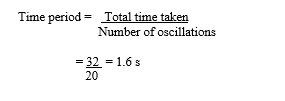 Time period = Total time taken
Number of oscillations
= 32 = 1.6 s
20